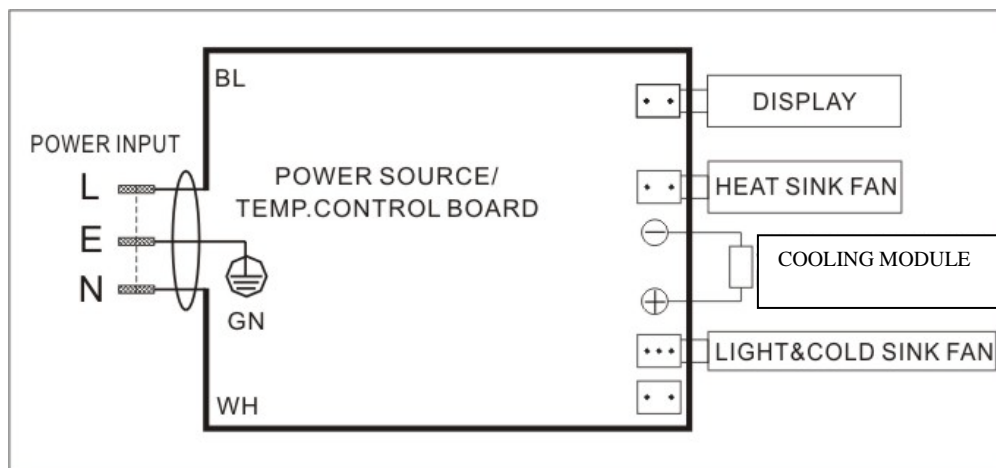 BL
POWER INPUT
L
E
N
GN
WH
POWER SOURCE/
TEMP.CONTROL BOARD
DISPLAY
HEAT SINK FAN
COOLING MODULE
LIGHT&COLD SINK FAN